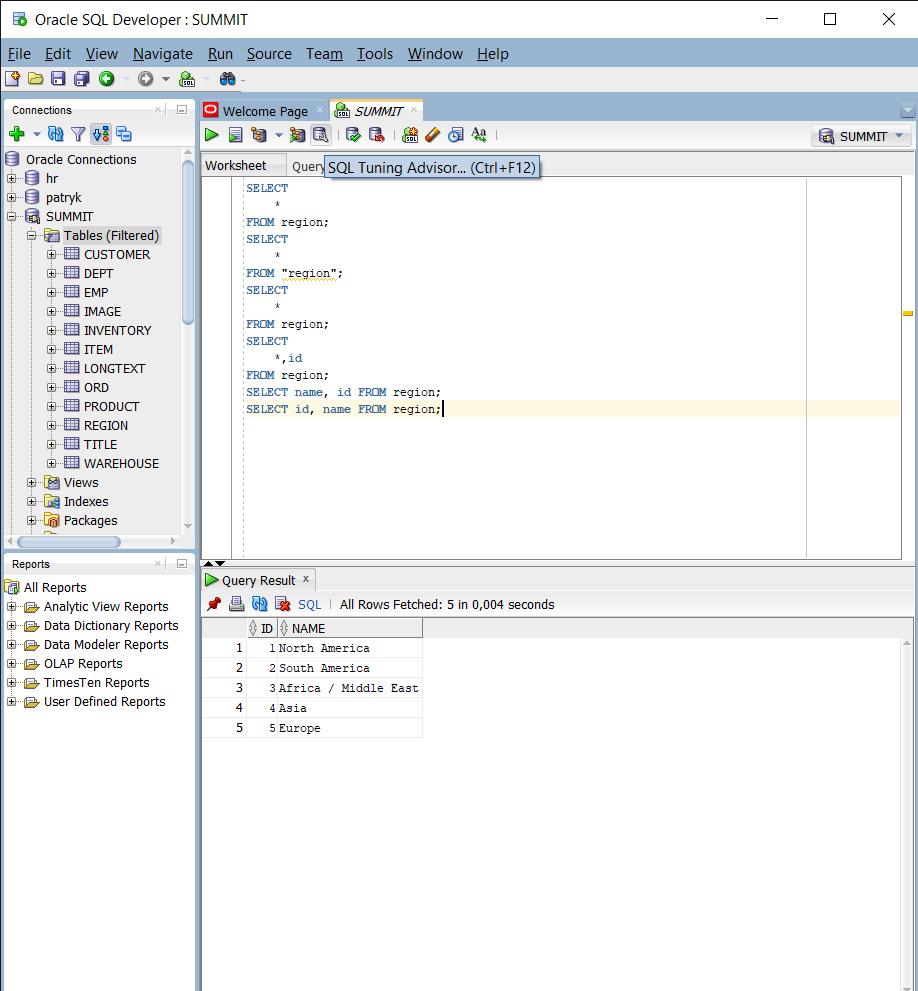 Oracle SQL Developer : SUMMIT
File Edit View Navigate Run Source Team Tools Window Help
Connections
Oracle Connections
hr
patryk
SUMMIT
Tables (Filtered)
CUSTOMER
DEPT
EMP
IMAGE
INVENTORY
ITEM
LONGTEXT
ORD
PRODUCT
REGION
TITLE
WAREHOUSE
Views
Indexes
Packages
Reports
All Reports
Analytic View Reports
Data Dictionary Reports
Data Modeler Reports
OLAP Reports
TimesTen Reports
User Defined Reports
Welcome Page SUMMIT
SUMMIT
Worksheet Query
SQL Tuning Advisor... (Ctrl+F12)
SELECT
*
FROM region;
SELECT
*
FROM "region";
SELECT
*
FROM region;
SELECT
*,id
FROM region;
SELECT name, id FROM region;
SELECT id, name FROM region;
Query Result
SQL All Rows Fetched: 5 in 0,004 seconds
ID NAME
1 1 North America
2 2 South America
3 3 Africa / Middle East
4 4 Asia
5 5 Europe